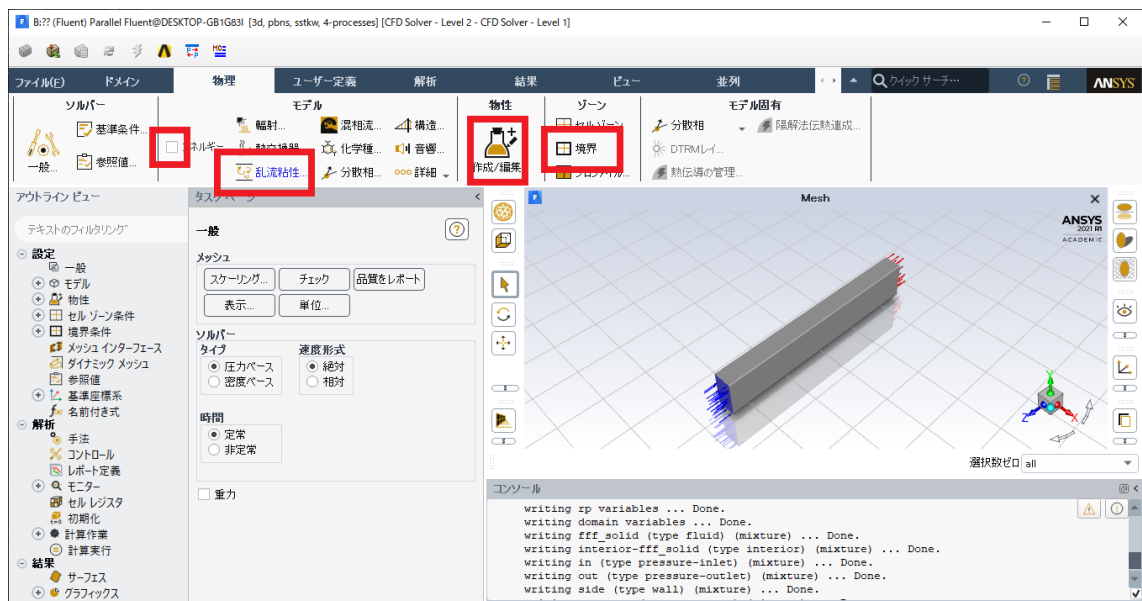 B:?? (Fluent) Parallel Fluent@DESKTOP-GB1G83I [3d, pbns, sstkw, 4-processes] [CFD Solver - Level 2 - CFD Solver - Level 1]
ファイル(F) ドメイン 物理 ユーザー定義 解析 結果 ビュー 並列 クイック サーチ… ANSYS
ソルバー モデル 物性 ゾーン モデル固有
基準条件... 輻射... 混相流... 構造... セルゾーン... 分散相 陽解法伝熱連成...
エネルギー 熱交換器... 化学種... 音響... 境界 DTRMレイ...
一般... 参照値... 乱流粘性... 分散相... 詳細 作成/編集... プロファイル... 熱伝導の管理...
アウトライン ビュー
テキストのフィルタリング
設定
一般
モデル
物性
セル ゾーン条件
境界条件
メッシュ インターフェース
ダイナミック メッシュ
参照値
基準座標系
名前付き式
解析
手法
コントロール
レポート定義
モニター
セル レジスタ
初期化
計算作業
計算実行
結果
サーフェス
グラフィックス
タスク ページ
一般
メッシュ
スケーリング... チェック 品質をレポート
表示... 単位...
ソルバー
タイプ 速度形式
圧力ベース 絶対
密度ベース 相対
時間
定常
非定常
重力
Mesh
ANSYS
2021 R1
ACADEMIC
Y
Z X
選択数ゼロ all
コンソール
writing rp variables ... Done.
writing domain variables ... Done.
writing fff_solid (type fluid) (mixture) ... Done.
writing interior-fff_solid (type interior) (mixture) ... Done.
writing in (type pressure-inlet) (mixture) ... Done.
writing out (type pressure-outlet) (mixture) ... Done.
writing side (type wall) (mixture) ... Done.